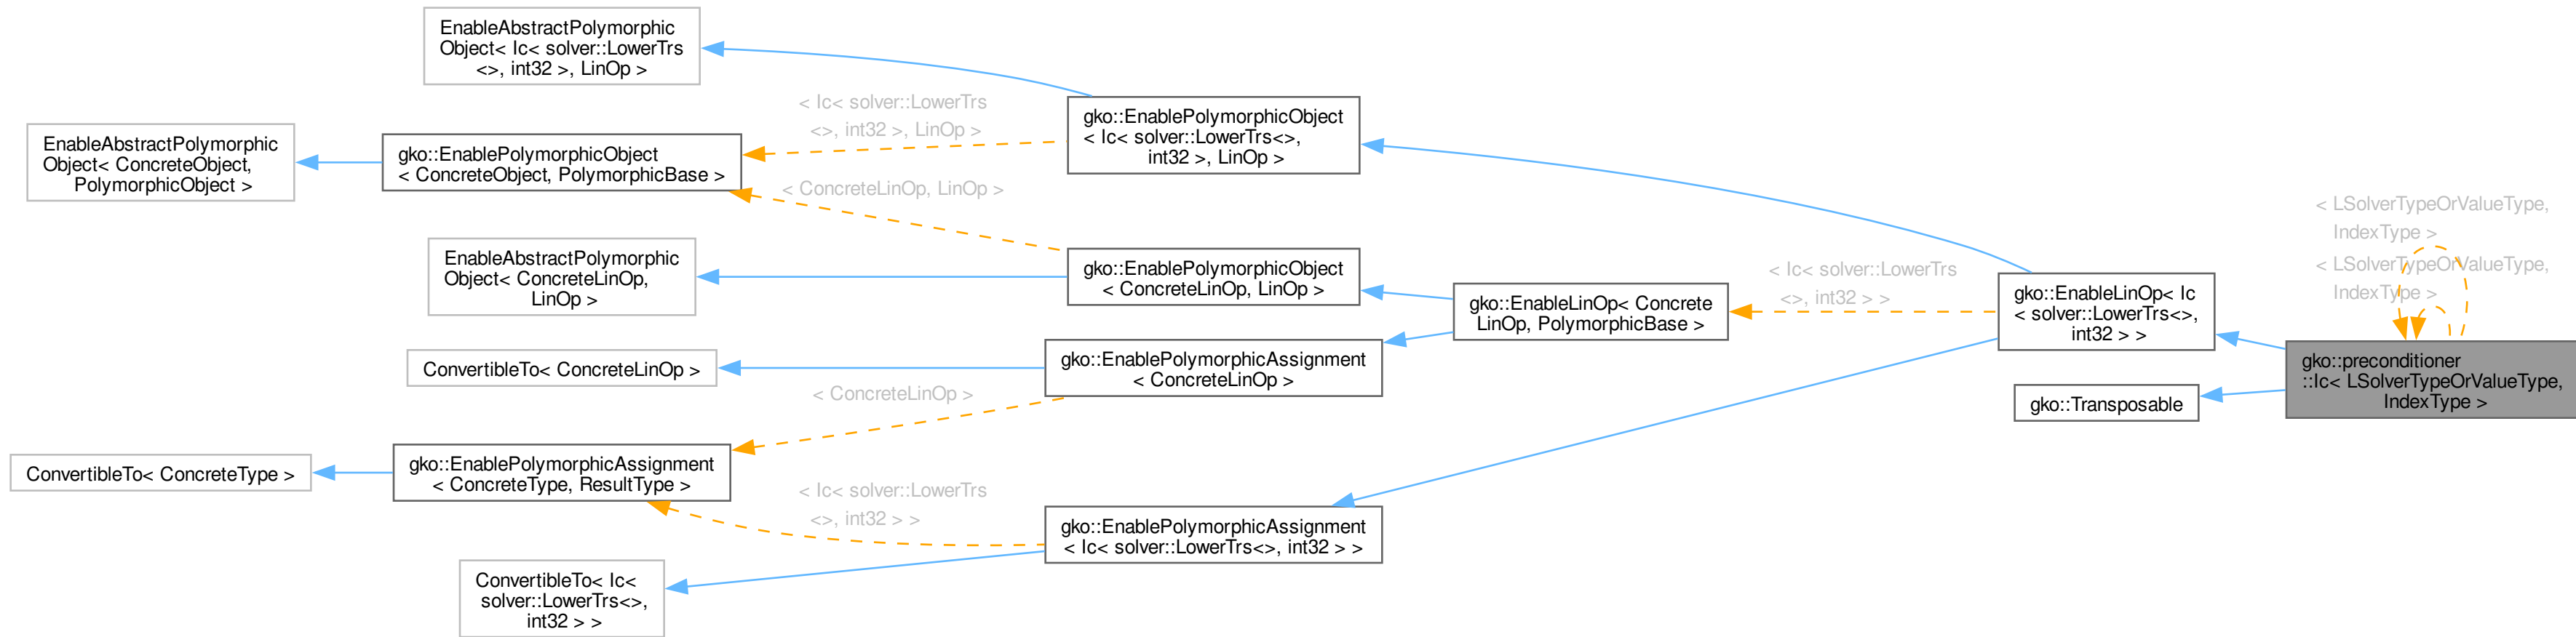 EnableAbstractPolymorphic
Object< Ic< solver::LowerTrs
<>, int32 >, LinOp >
EnableAbstractPolymorphic
Object< ConcreteObject,
PolymorphicObject >
gko::EnablePolymorphicObject
< ConcreteObject, PolymorphicBase >
< Ic< solver::LowerTrs
<>, int32 >, LinOp >
< ConcreteLinOp, LinOp >
gko::EnablePolymorphicObject
< Ic< solver::LowerTrs<>,
int32 >, LinOp >
EnableAbstractPolymorphic
Object< ConcreteLinOp,
LinOp >
gko::EnablePolymorphicObject
< ConcreteLinOp, LinOp >
ConvertibleTo< ConcreteLinOp >
gko::EnablePolymorphicAssignment
< ConcreteLinOp >
< ConcreteLinOp >
gko::EnableLinOp< Concrete
LinOp, PolymorphicBase >
< Ic< solver::LowerTrs
<>, int32 > >
gko::EnableLinOp< Ic
< solver::LowerTrs<>,
int32 > >
gko::Transposable
< LSolverTypeOrValueType,
IndexType >
< LSolverTypeOrValueType,
IndexType >
gko::preconditioner
::Ic< LSolverTypeOrValueType,
IndexType >
ConvertibleTo< ConcreteType >
gko::EnablePolymorphicAssignment
< ConcreteType, ResultType >
< Ic< solver::LowerTrs
<>, int32 > >
gko::EnablePolymorphicAssignment
< Ic< solver::LowerTrs<>, int32 > >
ConvertibleTo< Ic<
solver::LowerTrs<>,
int32 > >